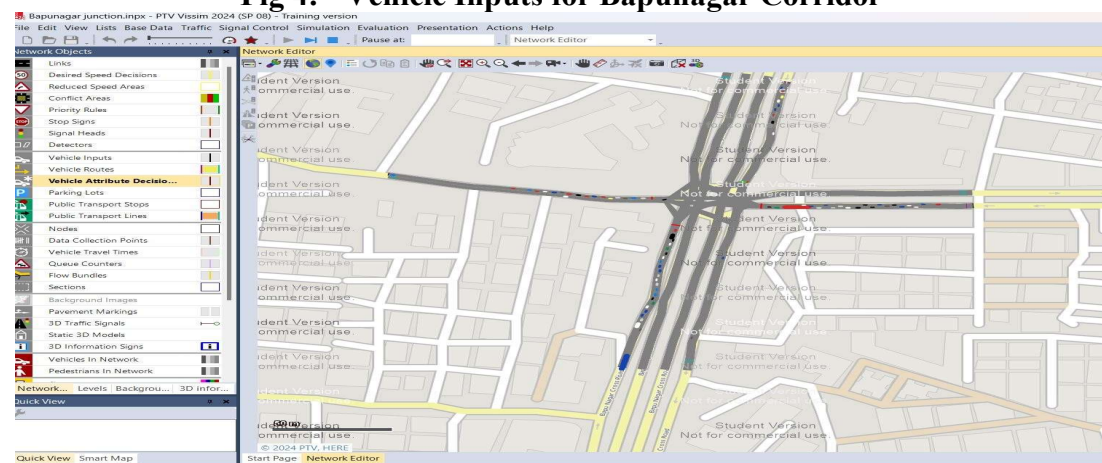 Fig 4. Vehicle Inputs for Bapunagar Corridor
Bapunagar junction.inpx - PTV Vissim 2024 (SP 08) - Training version
File Edit View Lists Base Data Traffic Signal Control Simulation Evaluation Presentation Actions Help
Pause at: Network Editor
Network Objects
Network Editor
Links
Desired Speed Decisions
Reduced Speed Areas
Conflict Areas
Priority Rules
Stop Signs
Signal Heads
Detectors
Vehicle Inputs
Vehicle Routes
Vehicle Attribute Decisio...
Parking Lots
Public Transport Stops
Public Transport Lines
Nodes
Data Collection Points
Vehicle Travel Times
Queue Counters
Flow Bundles
Sections
Background Images
Pavement Markings
3D Traffic Signals
Static 3D Models
3D Information Signs
Vehicles In Network
Pedestrians In Network
Network... Levels Backgrou... 3D Infor...
Quick View
Quick View Smart Map
Student Version
Not for commercial use.
© 2024 PTV, HERE
Start Page Network Editor